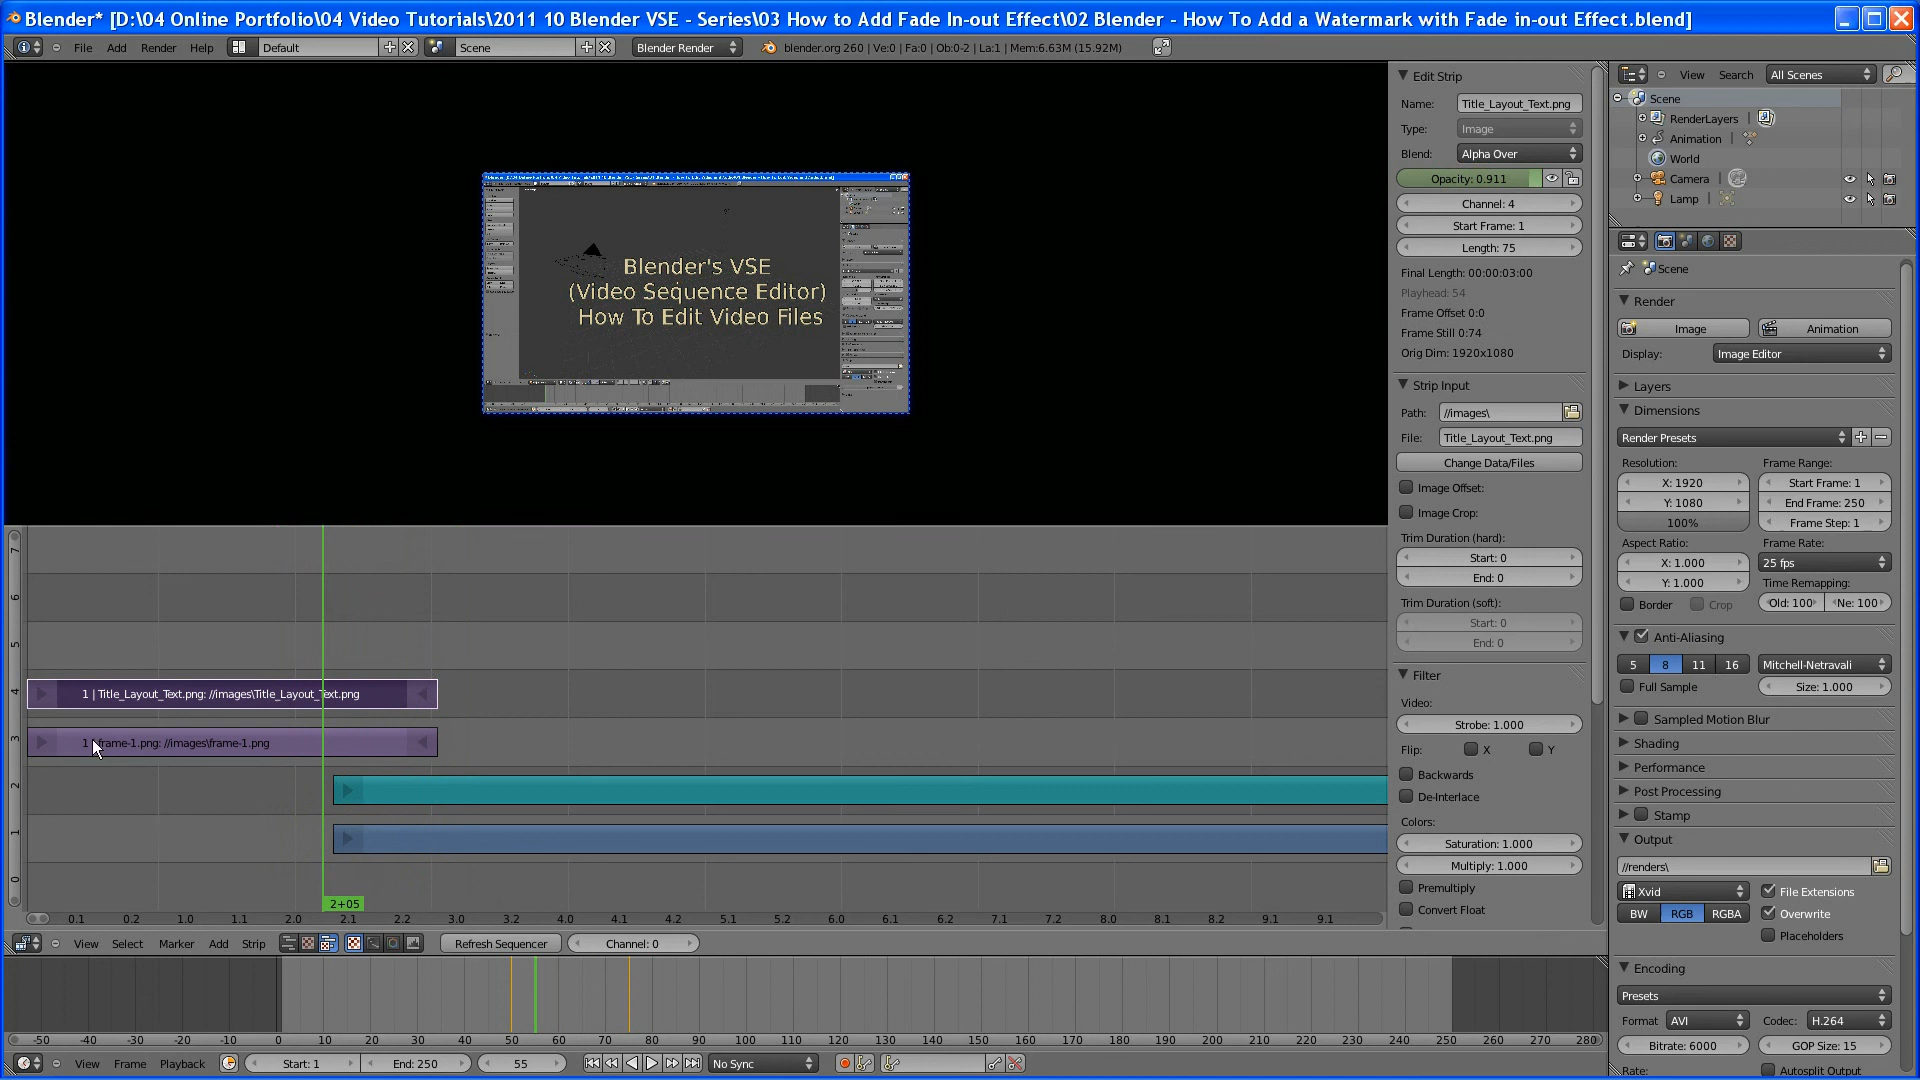 Blender* [D:\04 Online Portfolio\04 Video Tutorials\2011 10 Blender VSE - Series\03 How to Add Fade In-out Effect\02 Blender - How To Add a Watermark with Fade in-out Effect.blend]
File Add Render Help Default Scene Blender Render blender.org 260 | Ve:0 | Fa:0 | Ob:0-2 | La:1 | Mem:6.63M (15.92M)
Blender's VSE
(Video Sequence Editor)
How To Edit Video Files
Edit Strip
Name: Title_Layout_Text.png
Type: Image
Blend: Alpha Over
Opacity: 0.911
Channel: 4
Start Frame: 1
Length: 75
Final Length: 00:00:03:00
Playhead: 54
Frame Offset 0:0
Frame Still 0:74
Orig Dim: 1920x1080
Strip Input
Path: //images\
File: Title_Layout_Text.png
Change Data/Files
Image Offset:
Image Crop:
Trim Duration (hard):
Start: 0
End: 0
Trim Duration (soft):
Start: 0
End: 0
Filter
Video:
Strobe: 1.000
Flip: X Y
Backwards
De-Interlace
Colors:
Saturation: 1.000
Multiply: 1.000
Premultiply
Convert Float
View Search All Scenes
Scene
RenderLayers |
Animation |
World
Camera |
Lamp |
Scene
Render
Image Animation
Display: Image Editor
Layers
Dimensions
Render Presets
Resolution: Frame Range:
X: 1920 Start Frame: 1
Y: 1080 End Frame: 250
100% Frame Step: 1
Aspect Ratio: Frame Rate:
X: 1.000 25 fps
Y: 1.000 Time Remapping:
Border Crop Old: 100 Ne: 100
Anti-Aliasing
5 8 11 16 Mitchell-Netravali
Full Sample Size: 1.000
Sampled Motion Blur
Shading
Performance
Post Processing
Stamp
Output
//renders\
Xvid File Extensions
BW RGB RGBA Overwrite
Placeholders
Encoding
Presets
Format AVI Codec: H.264
Bitrate: 6000 GOP Size: 15
Rate: Autosplit Output
7
6
5
4
1 | Title_Layout_Text.png: //images\Title_Layout_Text.png
3
1 | frame-1.png: //images\frame-1.png
2
1
0
2+05
0.1 0.2 1.0 1.1 2.0 2.1 2.2 3.0 3.2 4.0 4.1 4.2 5.1 5.2 6.0 6.1 6.2 7.1 7.2 8.0 8.1 8.2 9.1 9.1
View Select Marker Add Strip Refresh Sequencer Channel: 0
-50 -40 -30 -20 -10 0 10 20 30 40 50 60 70 80 90 100 110 120 130 140 150 160 170 180 190 200 210 220 230 240 250 260 270 280
View Frame Playback Start: 1 End: 250 55 No Sync